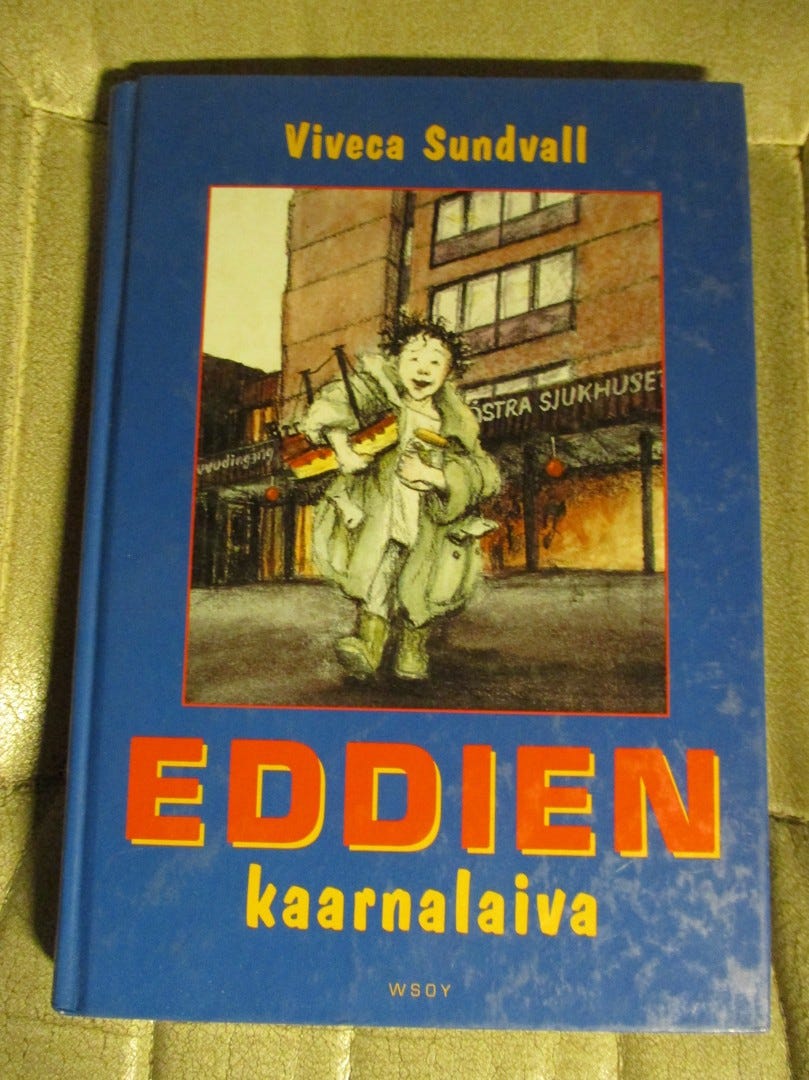 Viveca Sundvall
ÖSTRA SJUKHUSET
EDDIEN
kaarnalaiva
WSOY